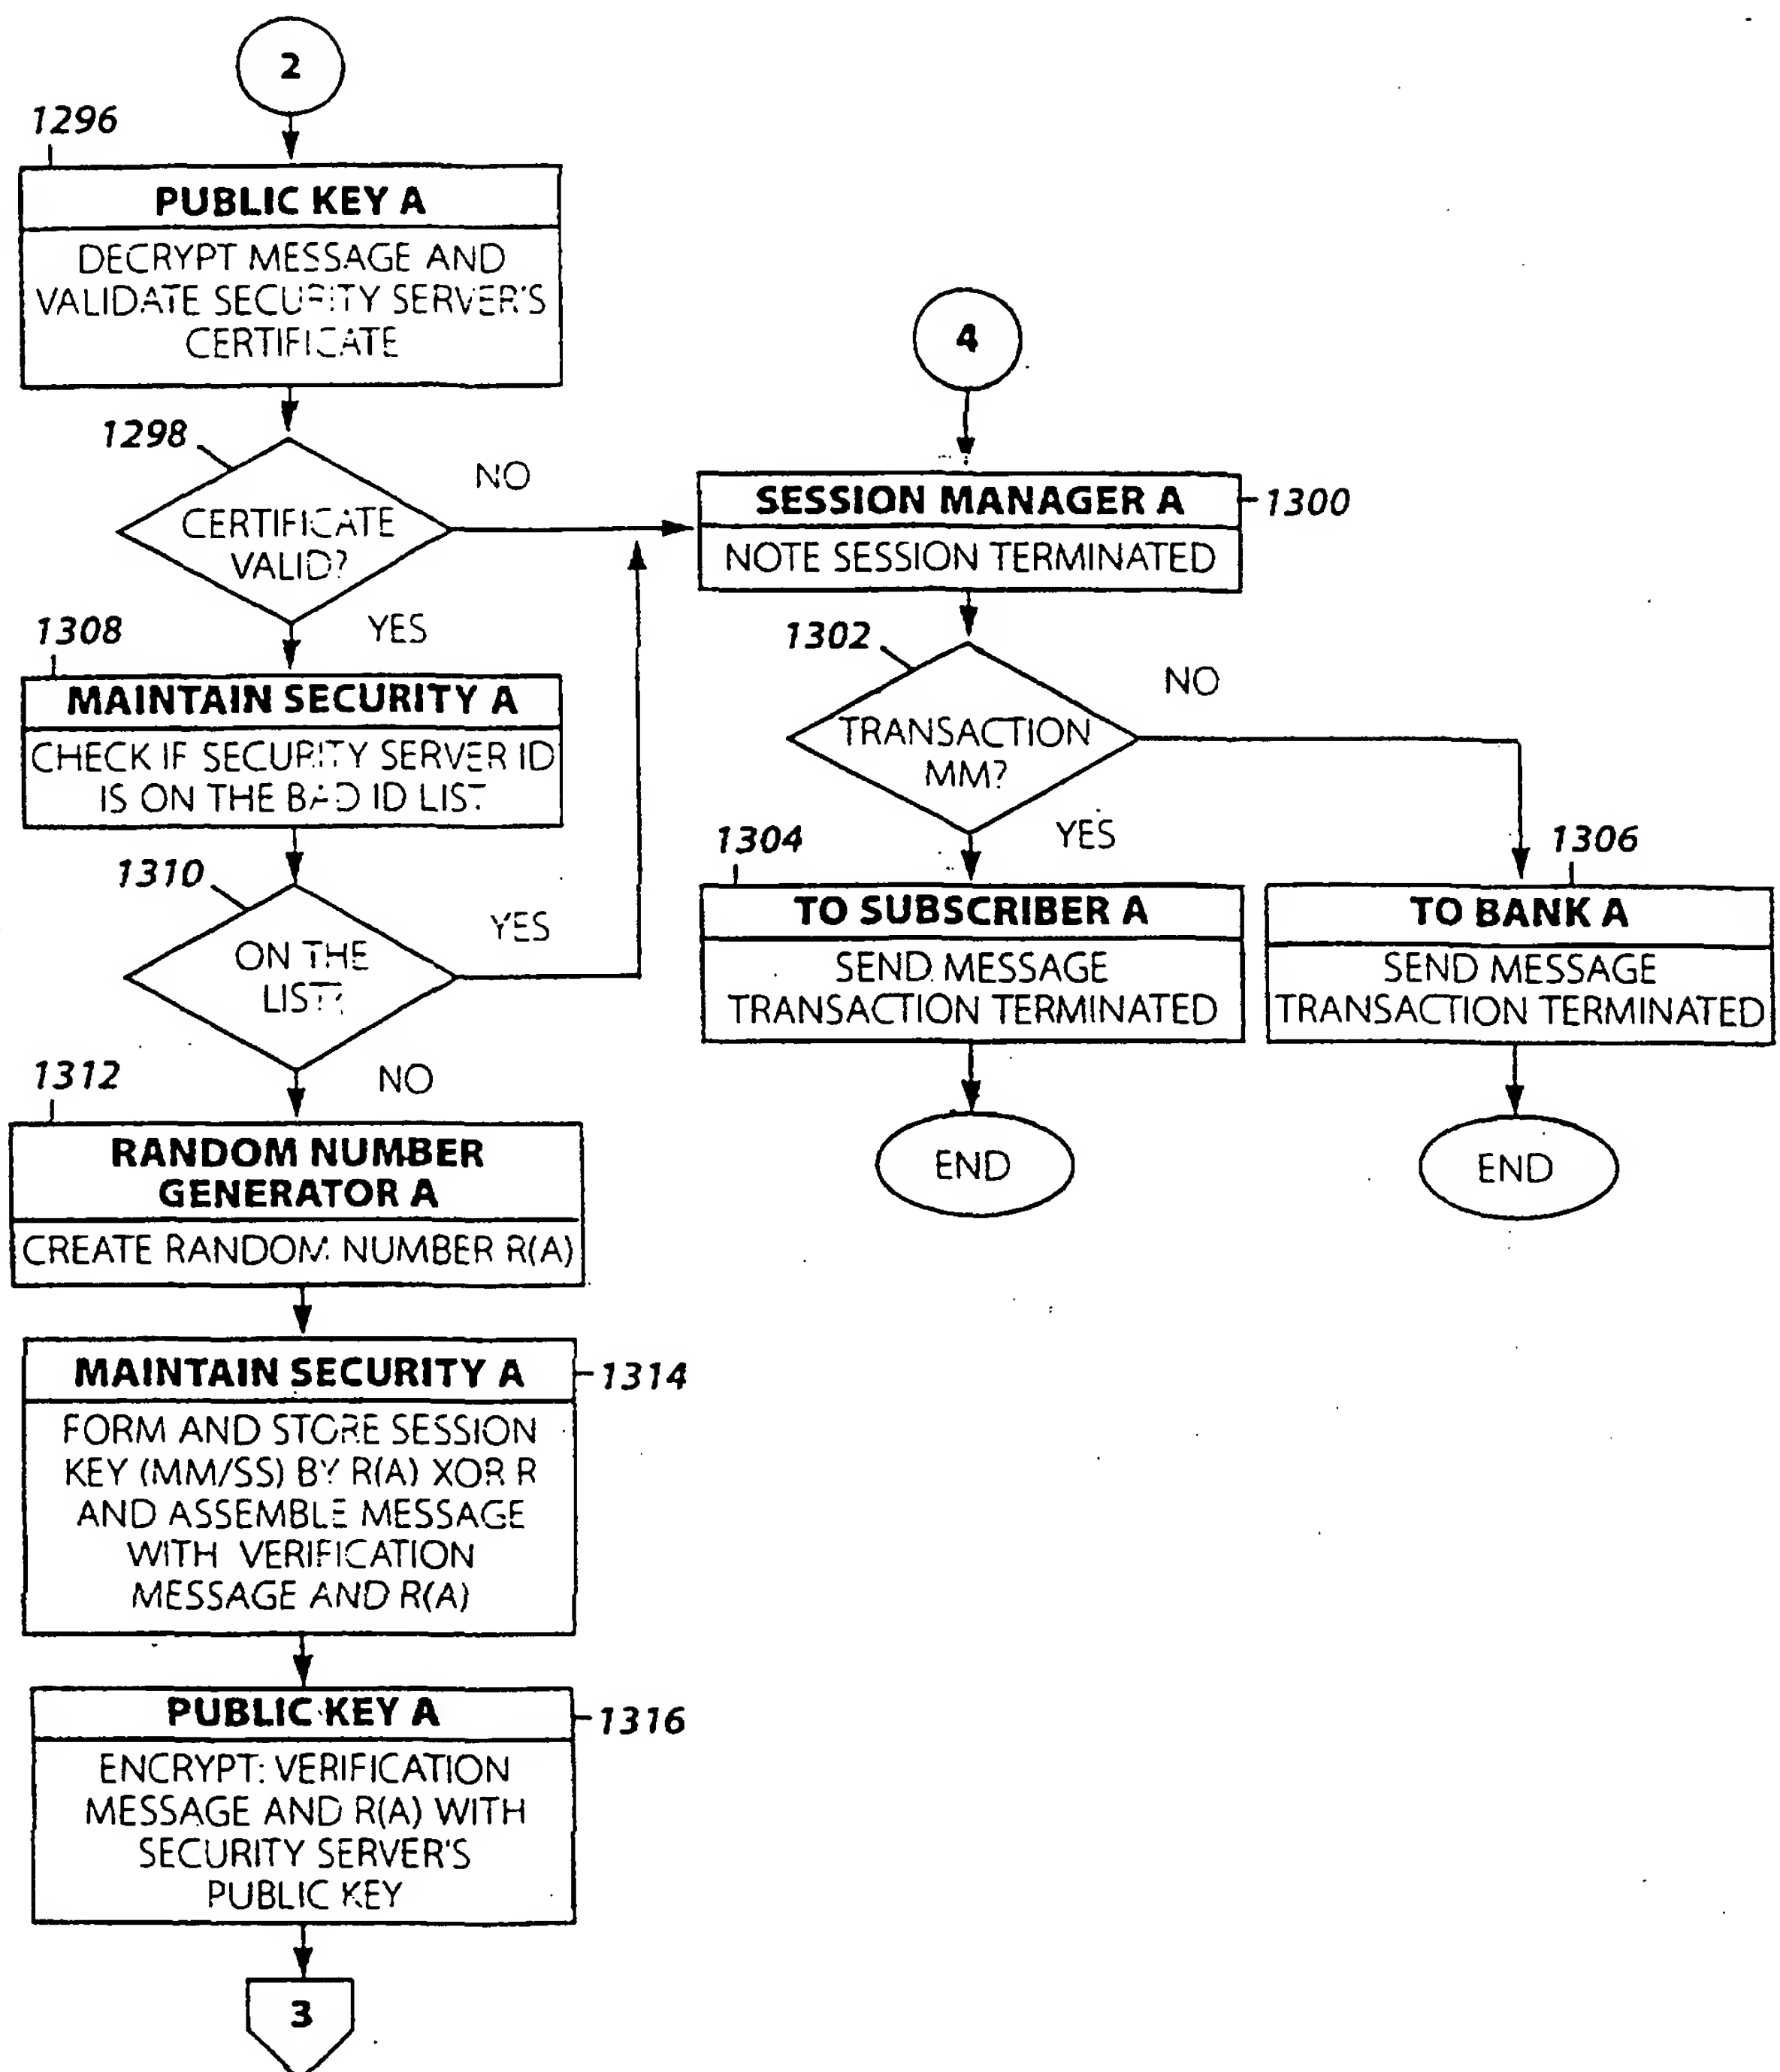 2
1296
PUBLIC KEY A
DECRYPT MESSAGE AND
VALIDATE SECURITY SERVER'S
CERTIFICATE
1298
CERTIFICATE
VALID?
NO
YES
1308
MAINTAIN SECURITY A
CHECK IF SECURITY SERVER ID
IS ON THE BAD ID LIST.
1310
ON THE
LIST?
YES
NO
1312
RANDOM NUMBER
GENERATOR A
CREATE RANDOM NUMBER R(A)
MAINTAIN SECURITY A
1314
FORM AND STORE SESSION
KEY (MM/SS) BY R(A) XOR R
AND ASSEMBLE MESSAGE
WITH VERIFICATION
MESSAGE AND R(A)
PUBLIC KEY A
1316
ENCRYPT: VERIFICATION
MESSAGE AND R(A) WITH
SECURITY SERVER'S
PUBLIC KEY
3
4
SESSION MANAGER A
1300
NOTE SESSION TERMINATED
1302
TRANSACTION
MM?
NO
YES
1304
TO SUBSCRIBER A
SEND MESSAGE
TRANSACTION TERMINATED
END
1306
TO BANK A
SEND MESSAGE
TRANSACTION TERMINATED
END